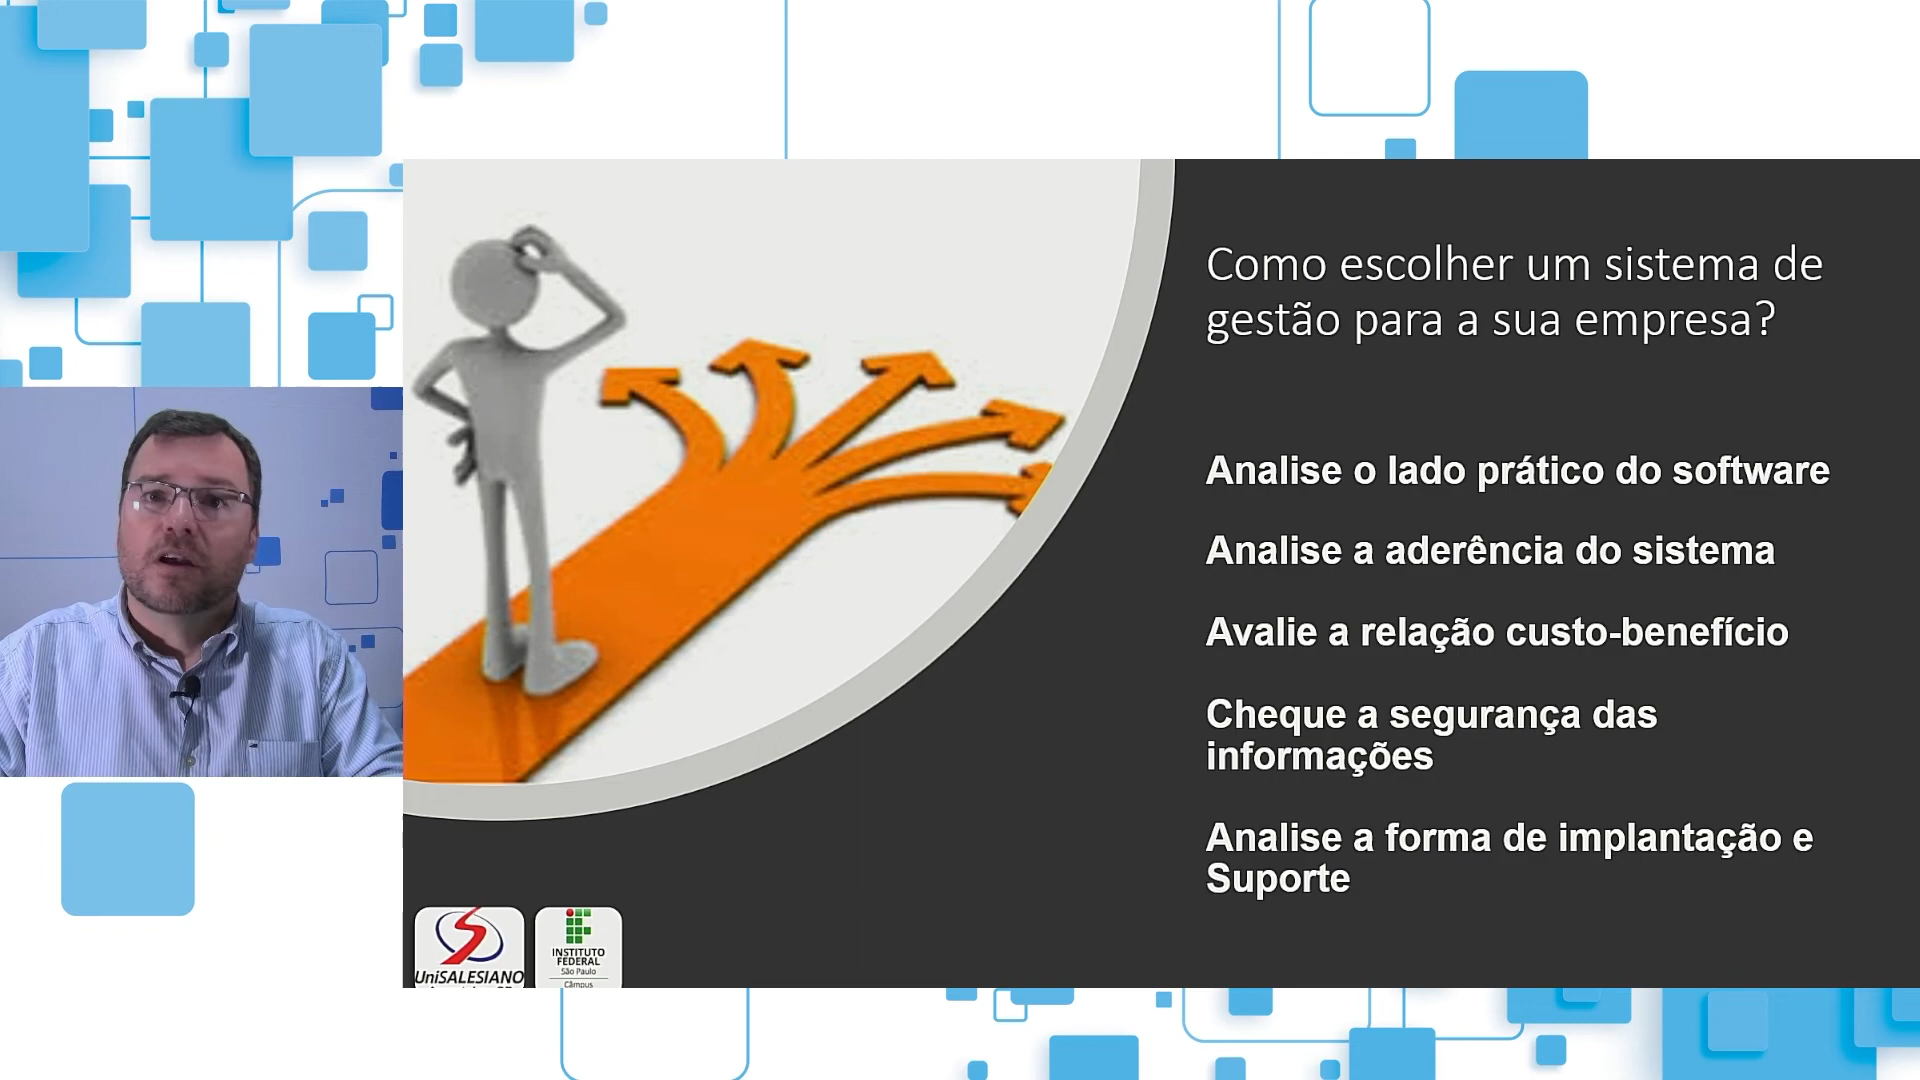 Como escolher um sistema de
gestão para a sua empresa?
Analise o lado prático do software
Analise a aderência do sistema
Avalie a relação custo-benefício
Cheque a segurança das
informações
Analise a forma de implantação e
Suporte
UniSALESIANO
INSTITUTO
FEDERAL
São Paulo
Câmpus